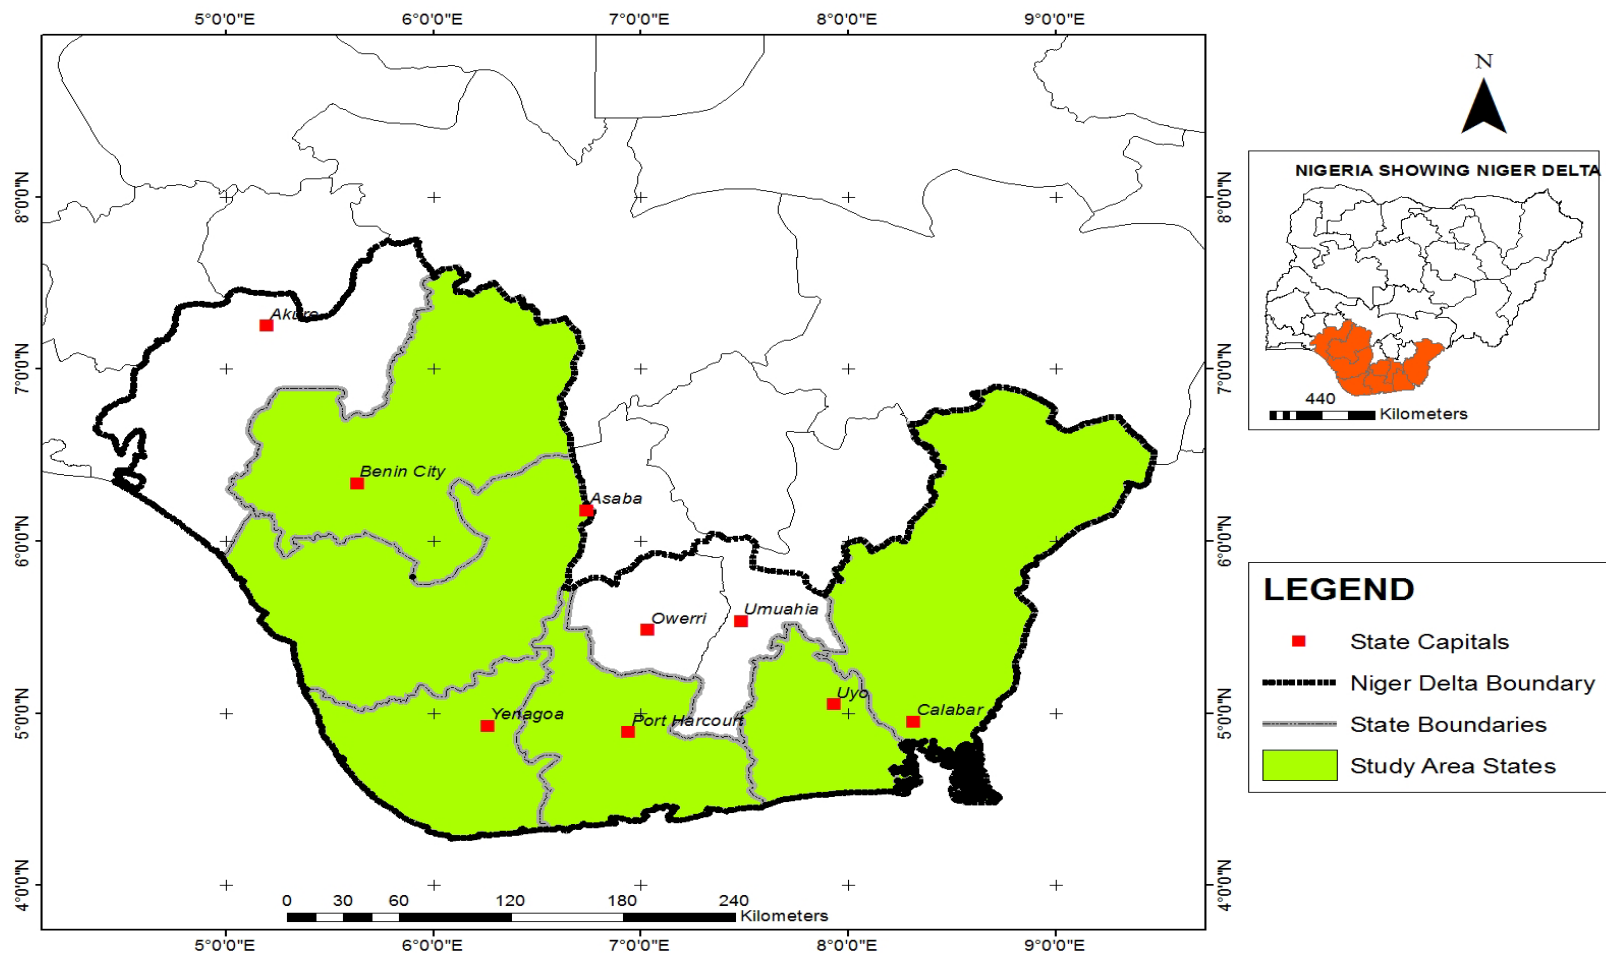 5°0'0"E 6°0'0"E 7°0'0"E 8°0'0"E 9°0'0"E
N
NIGERIA SHOWING NIGER DELTA
8°0'0"N 8°0'0"N
Akure
7°0'0"N 7°0'0"N
440 Kilometers
Benin City
Asaba
6°0'0"N 6°0'0"N
LEGEND
State Capitals
Niger Delta Boundary
State Boundaries
Study Area States
Owerri
Umuahia
Uyo
Calabar
Yenagoa
Port Harcourt
5°0'0"N 5°0'0"N
4°0'0"N 4°0'0"N
0 30 60 120 180 240
Kilometers
5°0'0"E 6°0'0"E 7°0'0"E 8°0'0"E 9°0'0"E